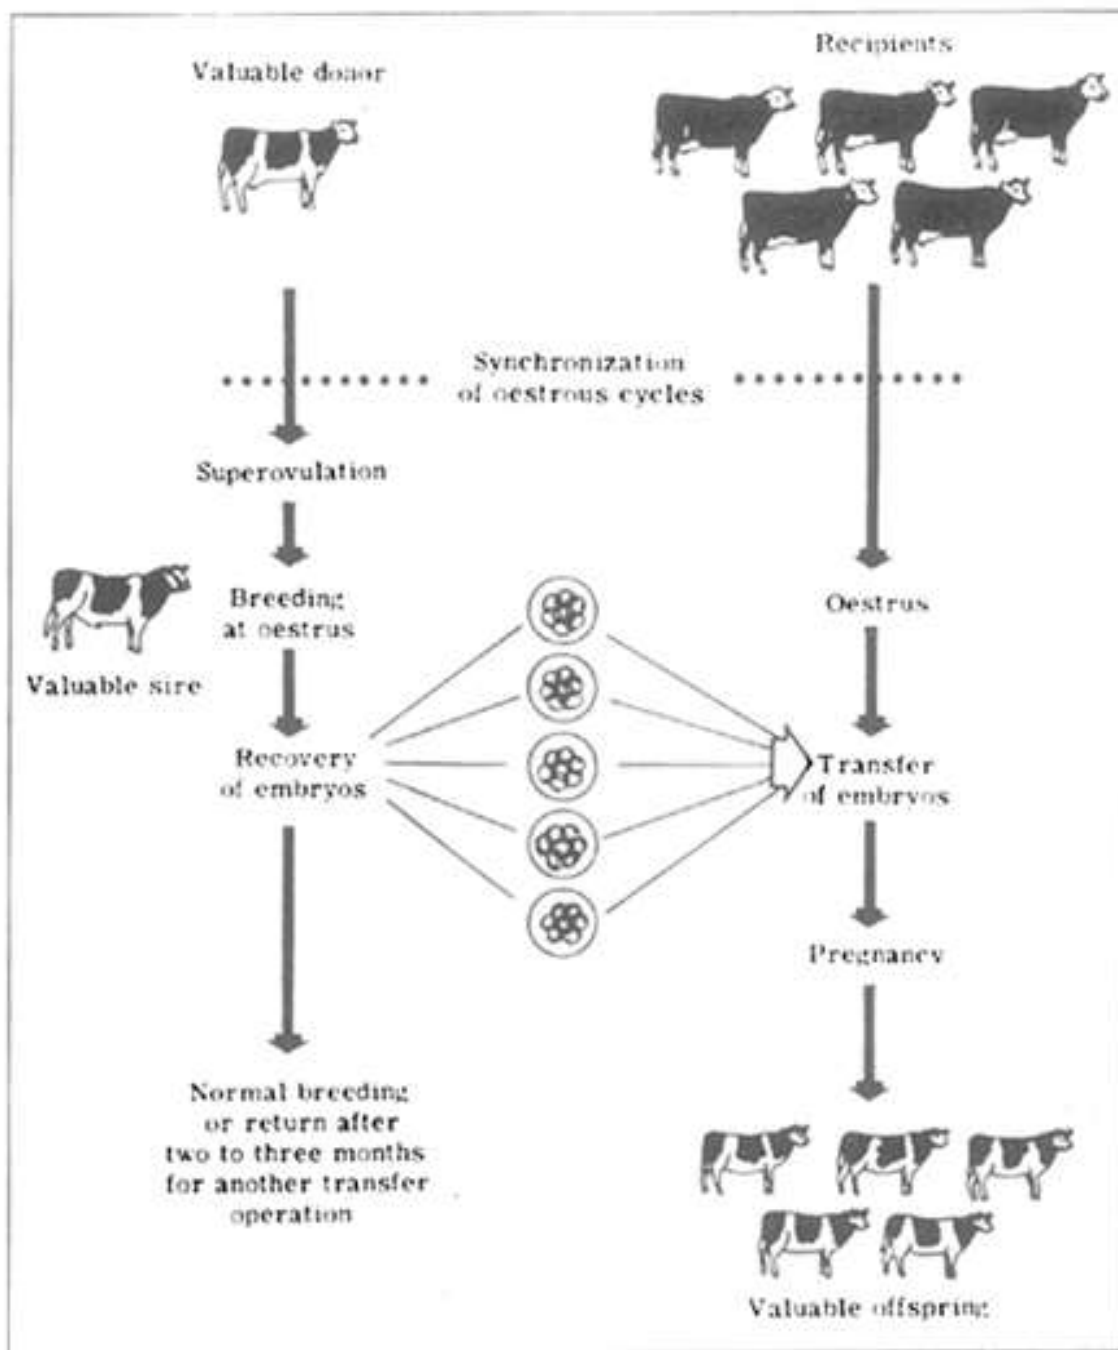 Valuable donor
Recipients
Synchronization
of oestrous cycles
Superovulation
Valuable sire
Breeding
at oestrus
Oestrus
Recovery
of embryos
Transfer
of embryos
Pregnancy
Normal breeding
or return after
two to three months
for another transfer
operation
Valuable offspring